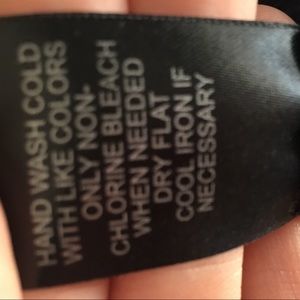 HAND WASH COLD
WITH LIKE COLORS
ONLY NON-
CHLORINE BLEACH
WHEN NEEDED
DRY FLAT
COOL IRON IF
NECESSARY